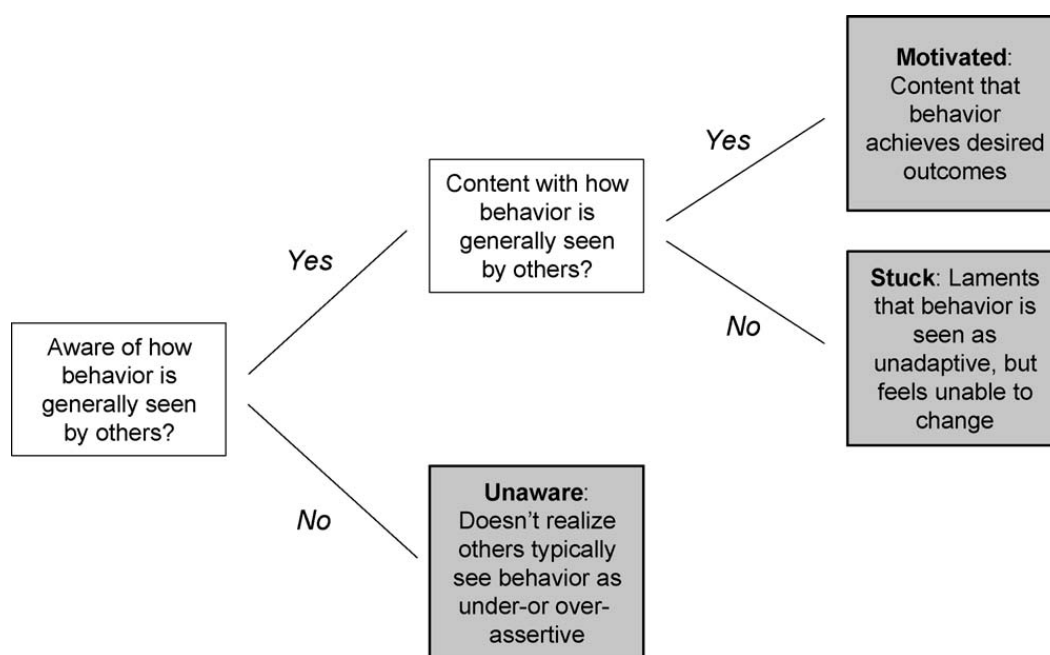 Aware of how
behavior is
generally seen
by others?
Yes
No
Content with how
behavior is
generally seen
by others?
Yes
No
Motivated:
Content that
behavior
achieves desired
outcomes
Stuck: Laments
that behavior is
seen as
unadaptive, but
feels unable to
change
Unaware:
Doesn’t realize
others typically
see behavior as
under-or over-
assertive